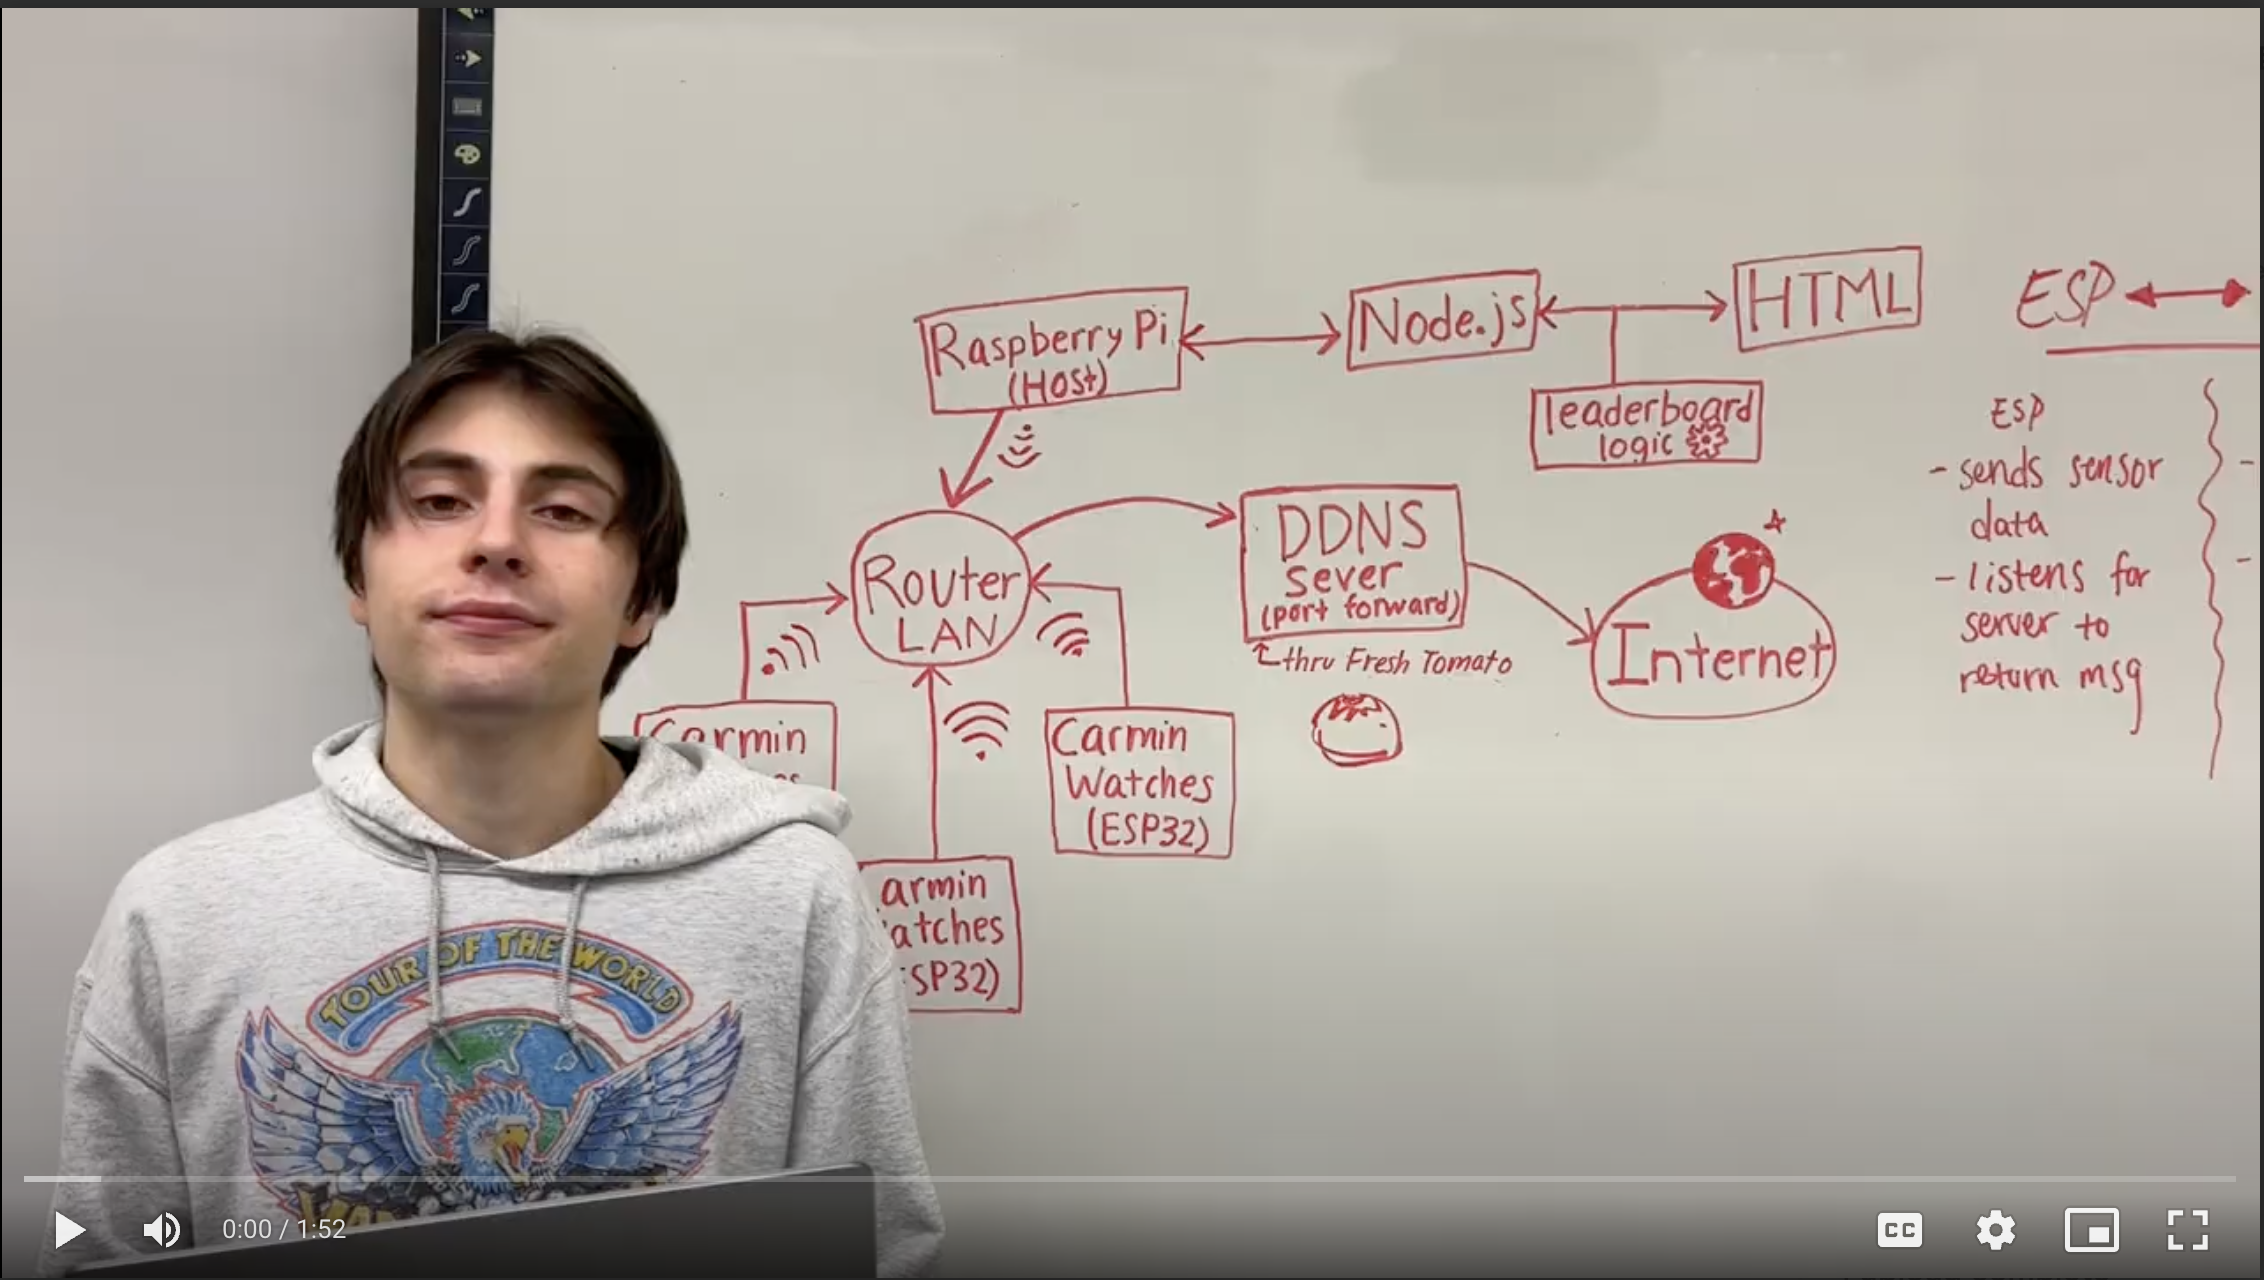 Raspberry Pi
(Host)
Node.js
HTML
leaderboard
logic
Router
LAN
DDNS
Sever
(port forward)
thru Fresh Tomato
Internet
Carmin
Carmin
Watches
(ESP32)
armin
atches
SP32)
ESP
ESP
- sends sensor
data
- listens for
server to
return msg
TOUR OF THE WORLD
0:00 / 1:52
CC